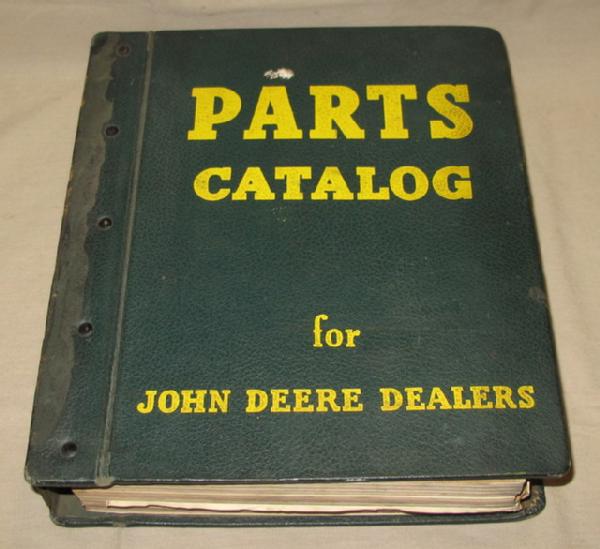 PARTS
CATALOG
for
JOHN DEERE DEALERS